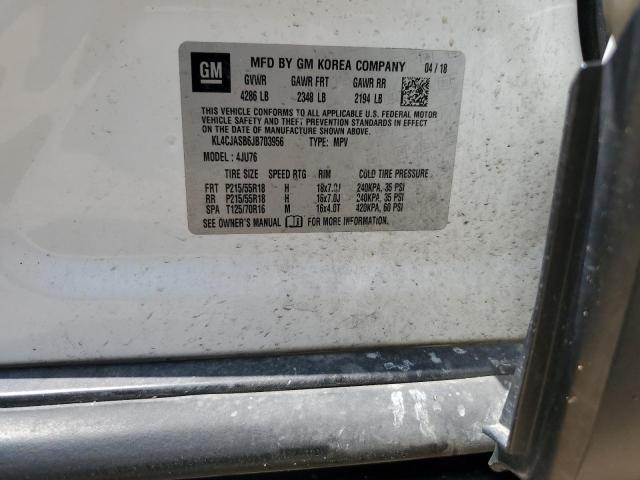 GM
MFD BY GM KOREA COMPANY 04 / 18
GVWR GAWR FRT GAWR RR
4286 LB 2348 LB 2194 LB
THIS VEHICLE CONFORMS TO ALL APPLICABLE U.S. FEDERAL MOTOR
VEHICLE SAFETY AND THEFT PREVENTION STANDARDS IN EFFECT
ON THE DATE OF MANUFACTURE SHOWN ABOVE.
KL4CJASB6JB703956 TYPE: MPV
MODEL : 4JU76
TIRE SIZE SPEED RTG RIM COLD TIRE PRESSURE
FRT P215/55R18 H 18x7.0J 240KPA, 35 PSI
RR P215/55R18 H 18x7.0J 240KPA, 35 PSI
SPA T125/70R16 M 16x4.0T 420KPA, 60 PSI
SEE OWNER'S MANUAL FOR MORE INFORMATION.